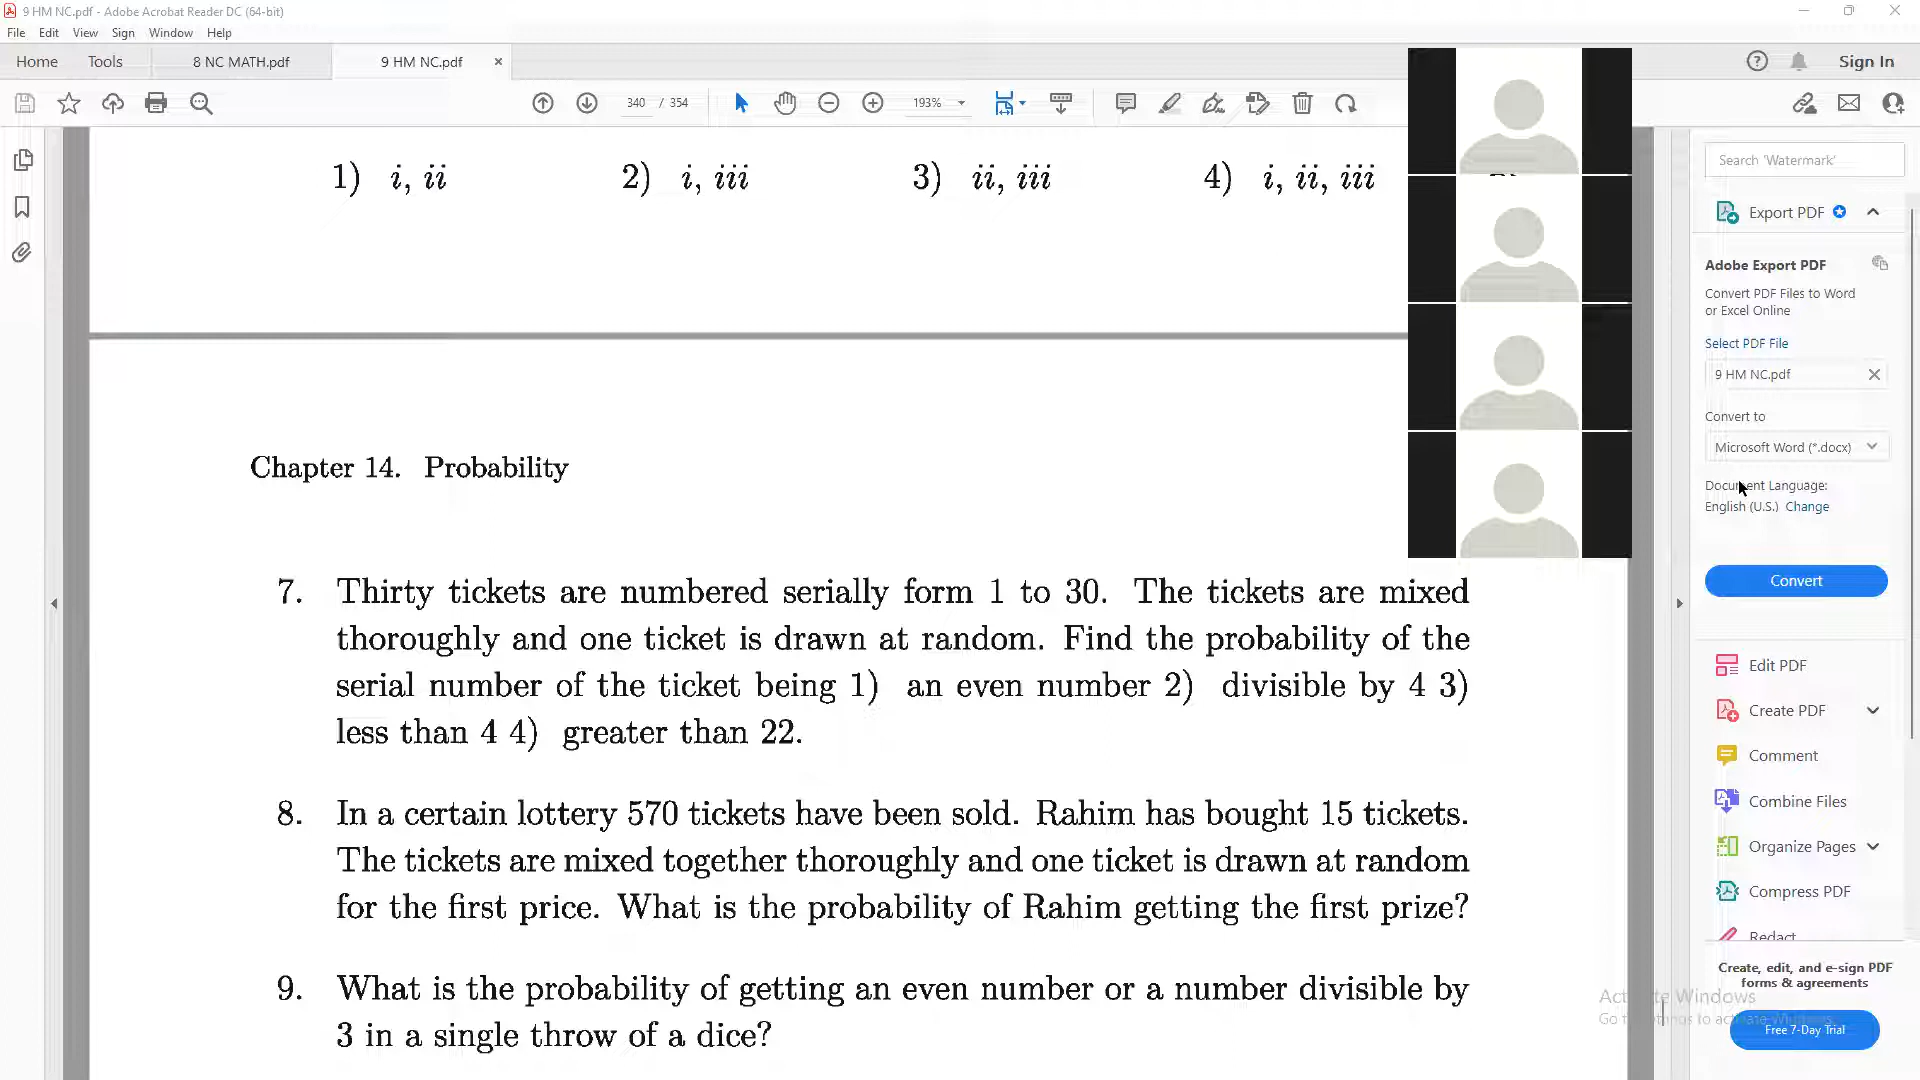 9 HM NC.pdf - Adobe Acrobat Reader DC (64-bit)
File Edit View Sign Window Help
Home Tools 8 NC MATH.pdf 9 HM NC.pdf × Sign In
340 / 354 193%
1) i, ii 2) i, iii 3) ii, iii 4) i, ii, iii
Chapter 14. Probability
7. Thirty tickets are numbered serially form 1 to 30. The tickets are mixed
thoroughly and one ticket is drawn at random. Find the probability of the
serial number of the ticket being 1) an even number 2) divisible by 4 3)
less than 4 4) greater than 22.
8. In a certain lottery 570 tickets have been sold. Rahim has bought 15 tickets.
The tickets are mixed together thoroughly and one ticket is drawn at random
for the first price. What is the probability of Rahim getting the first prize?
9. What is the probability of getting an even number or a number divisible by
3 in a single throw of a dice?
Search 'Watermark'
Export PDF
Adobe Export PDF
Convert PDF Files to Word
or Excel Online
Select PDF File
9 HM NC.pdf
Convert to
Microsoft Word (*.docx)
Document Language:
English (U.S.) Change
Convert
Edit PDF
Create PDF
Comment
Combine Files
Organize Pages
Compress PDF
Redact
Create, edit, and e-sign PDF
forms & agreements
Free 7-Day Trial
Windows